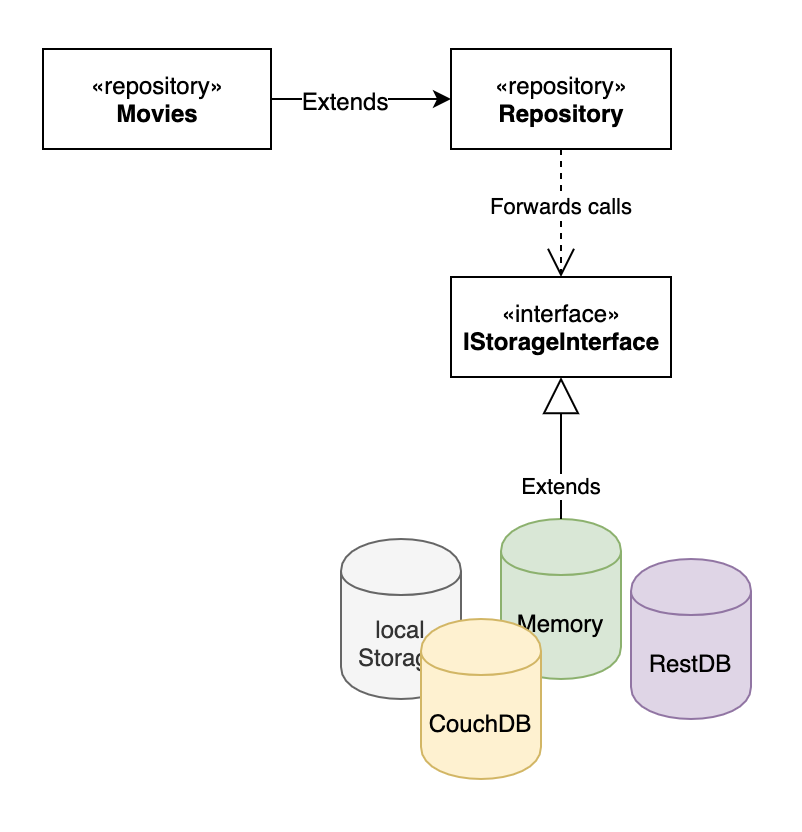 «repository»
Movies
Extends
«repository»
Repository
Forwards calls
«interface»
IStorageInterface
Extends
local
Storag
Memory
RestDB
CouchDB